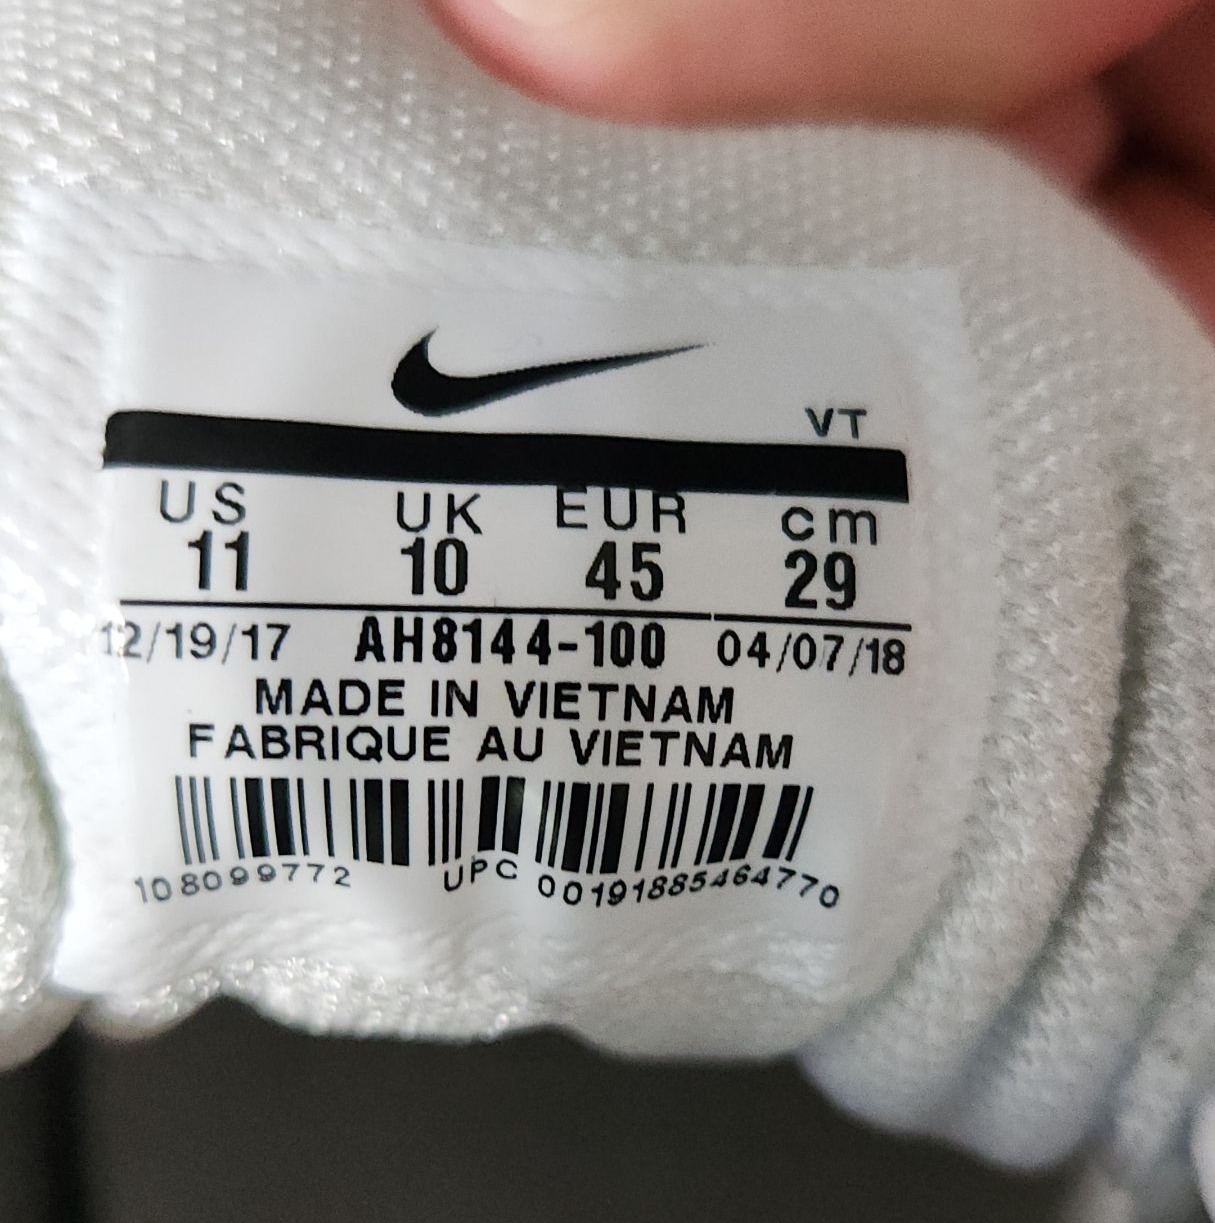 VT
US UK EUR cm
11 10 45 29
12/19/17 AH8144-100 04/07/18
MADE IN VIETNAM
FABRIQUE AU VIETNAM
108099772 UPC 00191885464770